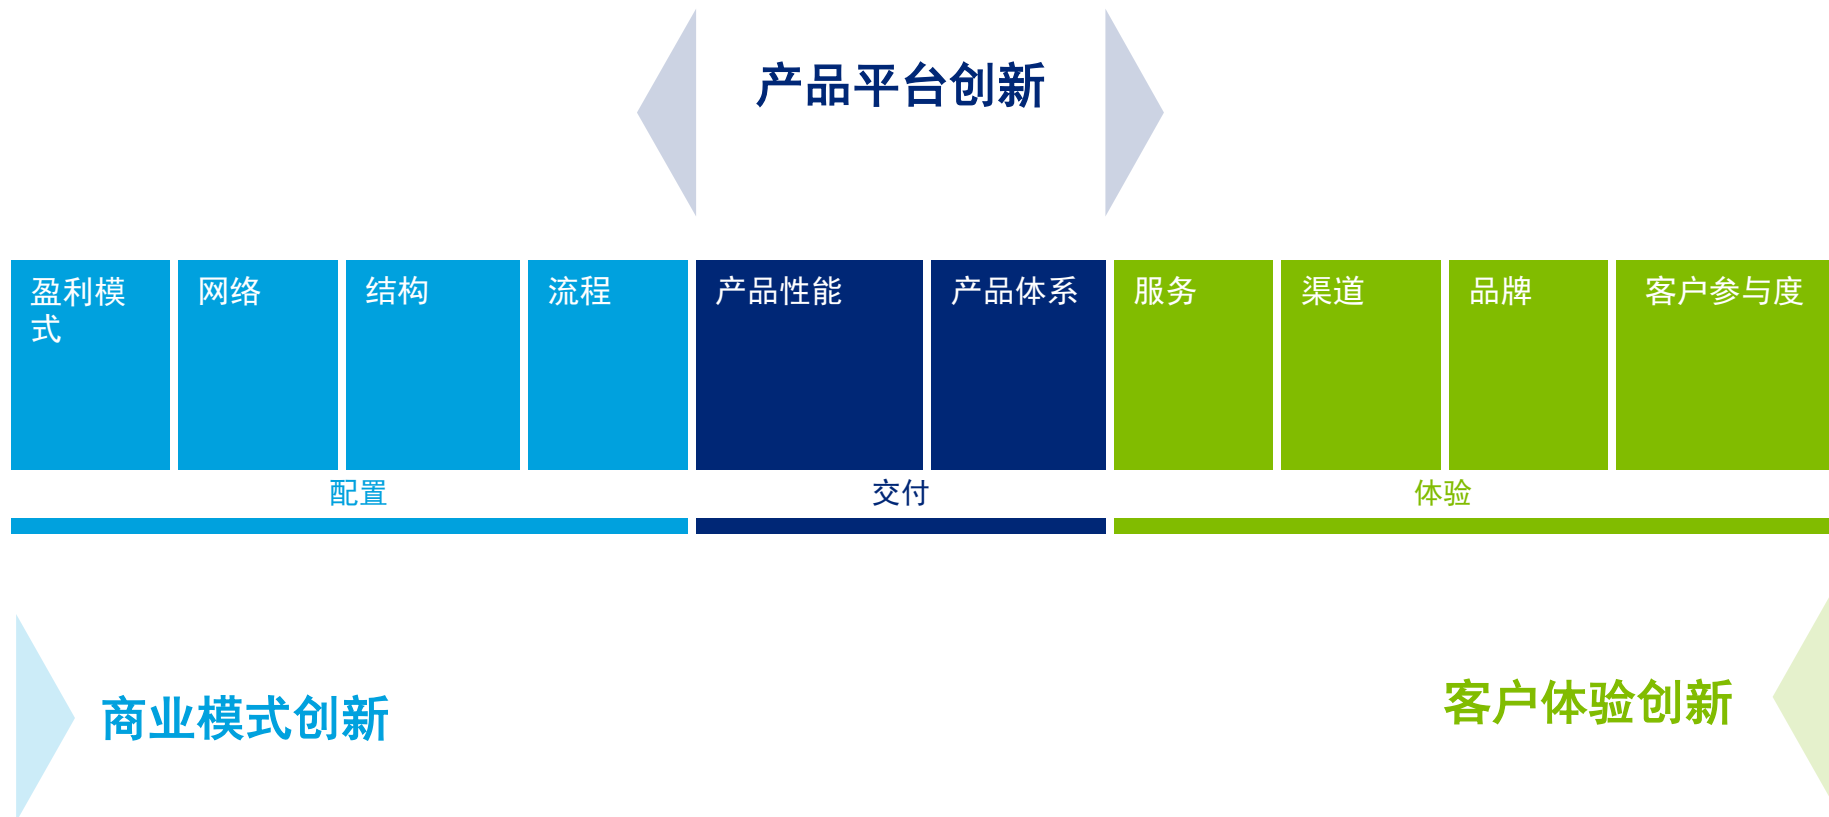 产品平台创新
盈利模
式
网络
结构
流程
产品性能
产品体系
服务
渠道
品牌
客户参与度
配置
交付
体验
商业模式创新
客户体验创新